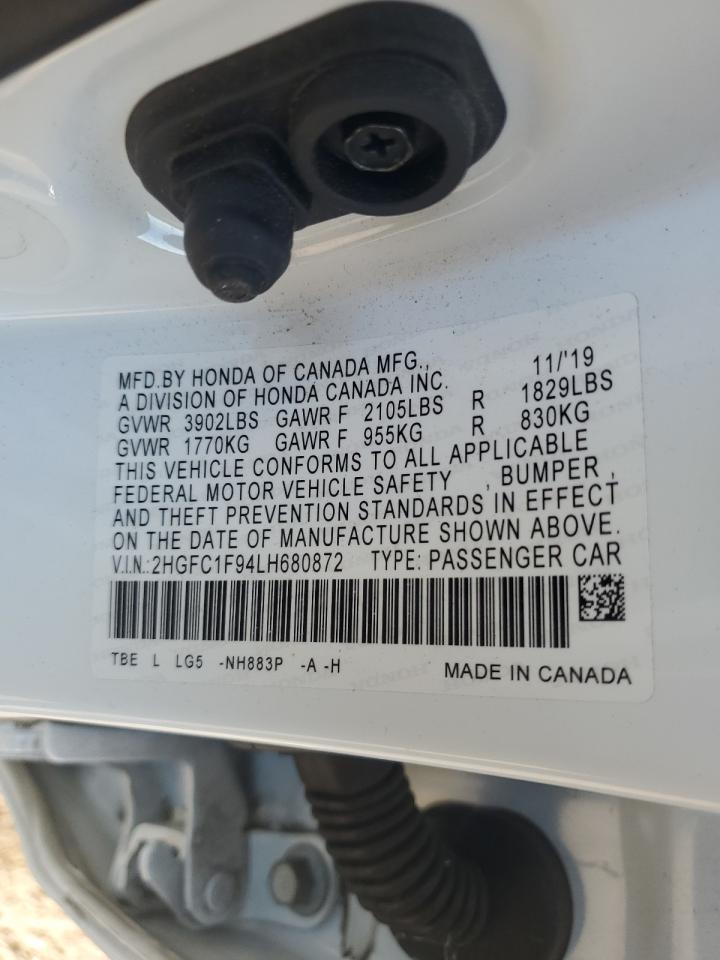 MFD.BY HONDA OF CANADA MFG., 11/'19
A DIVISION OF HONDA CANADA INC.
GVWR 3902LBS GAWR F 2105LBS R 1829LBS
GVWR 1770KG GAWR F 955KG R 830KG
THIS VEHICLE CONFORMS TO ALL APPLICABLE
FEDERAL MOTOR VEHICLE SAFETY , BUMPER ,
AND THEFT PREVENTION STANDARDS IN EFFECT
ON THE DATE OF MANUFACTURE SHOWN ABOVE.
V.I.N.:2HGFC1F94LH680872 TYPE: PASSENGER CAR
TBE L LG5 -NH883P -A -H
MADE IN CANADA